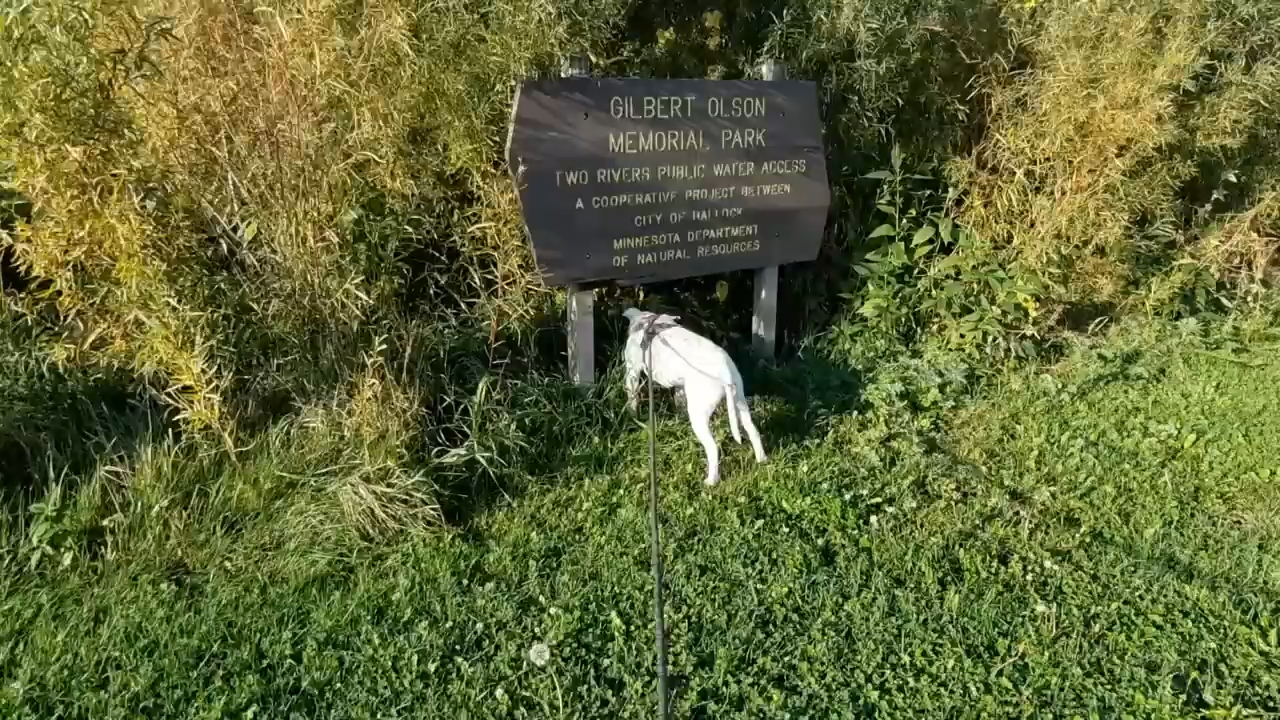 GILBERT OLSON
MEMORIAL PARK
TWO RIVERS PUBLIC WATER ACCESS
A COOPERATIVE PROJECT BETWEEN
CITY OF HALLOCK
MINNESOTA DEPARTMENT
OF NATURAL RESOURCES